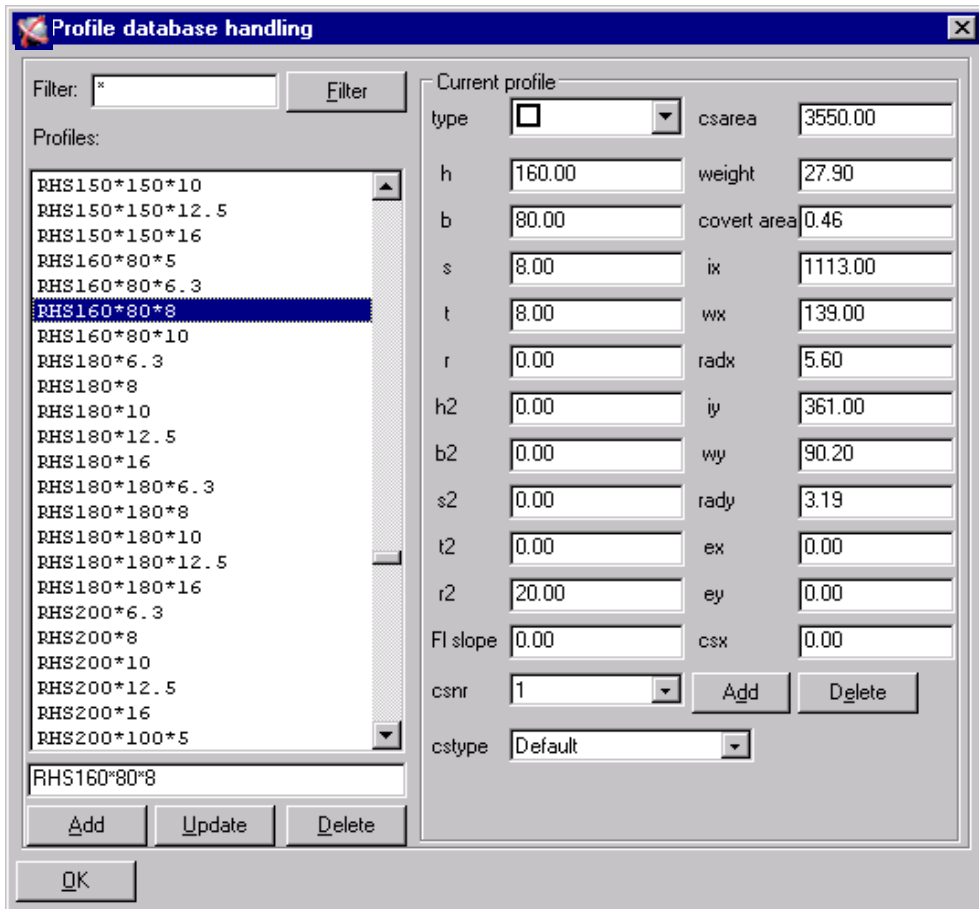 Profile database handling
Filter: * Filter
Profiles:
RHS150*150*10
RHS150*150*12.5
RHS150*150*16
RHS160*80*5
RHS160*80*6.3
RHS160*80*8
RHS160*80*10
RHS180*6.3
RHS180*8
RHS180*10
RHS180*12.5
RHS180*16
RHS180*180*6.3
RHS180*180*8
RHS180*180*10
RHS180*180*12.5
RHS180*180*16
RHS200*6.3
RHS200*8
RHS200*10
RHS200*12.5
RHS200*16
RHS200*100*5
RHS160*80*8
Add Update Delete
OK
Current profile
type csarea 3550.00
h 160.00 weight 27.90
b 80.00 covert area 0.46
s 8.00 ix 1113.00
t 8.00 wx 139.00
r 0.00 radx 5.60
h2 0.00 iy 361.00
b2 0.00 wy 90.20
s2 0.00 rady 3.19
t2 0.00 ex 0.00
r2 20.00 ey 0.00
Fl slope 0.00 csx 0.00
csnr 1 Add Delete
cstype Default